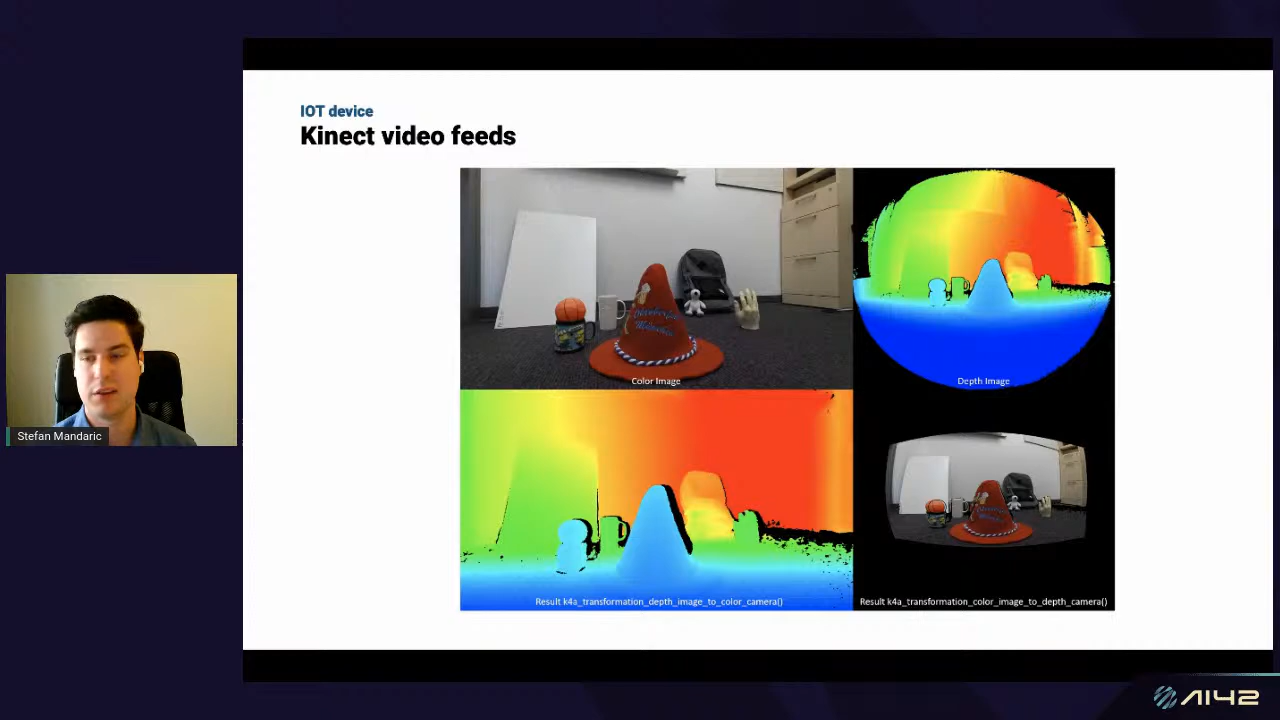 IOT device
Kinect video feeds
Color Image
Depth Image
Stefan Mandaric
Result k4a_transformation_depth_image_to_color_camera()
Result k4a_transformation_color_image_to_depth_camera()
AI42